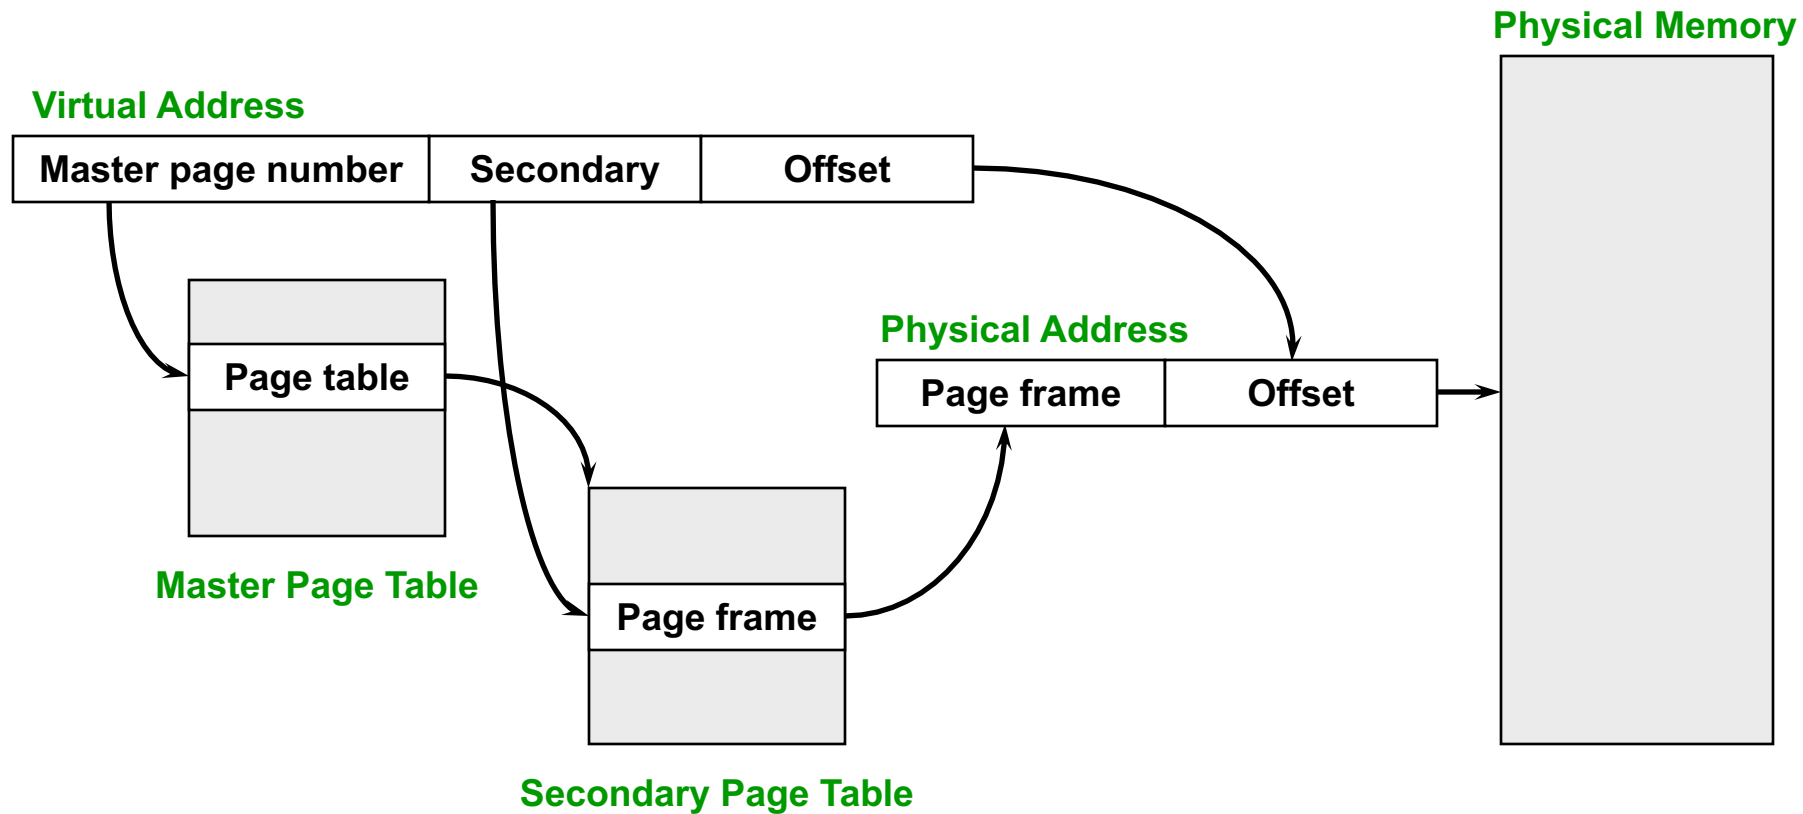 Physical Memory
Virtual Address
Master page number Secondary Offset
Physical Address
Page table
Page frame Offset
Master Page Table
Page frame
Secondary Page Table